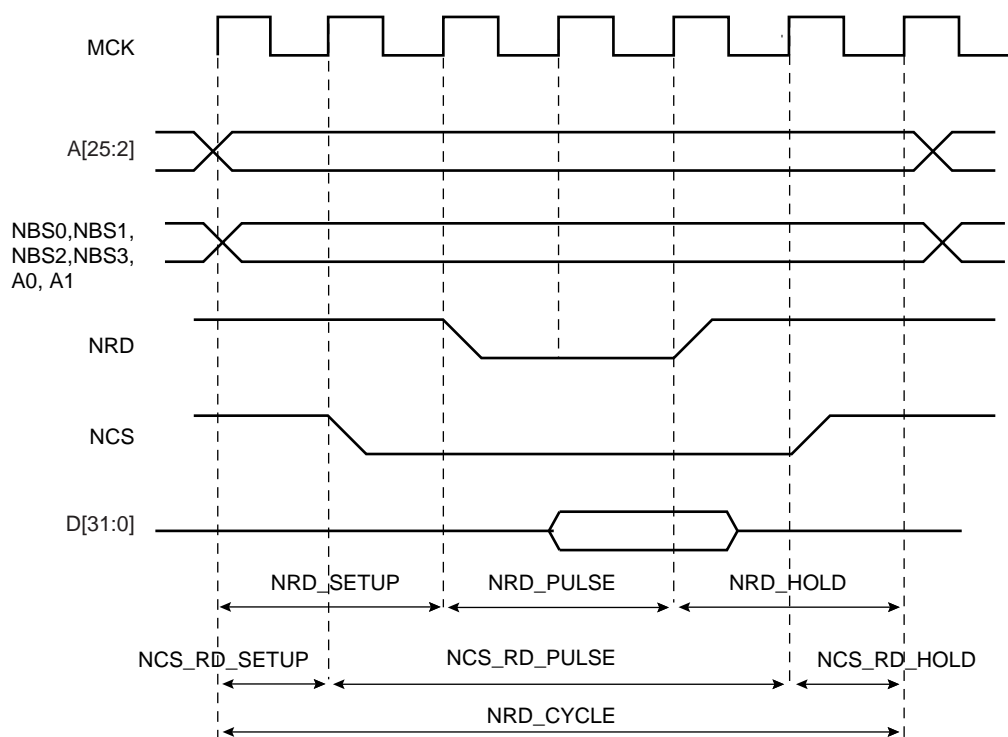 MCK
A[25:2]
NBS0,NBS1,
NBS2,NBS3,
A0, A1
NRD
NCS
D[31:0]
NRD_SETUP NRD_PULSE NRD_HOLD
NCS_RD_SETUP NCS_RD_PULSE NCS_RD_HOLD
NRD_CYCLE